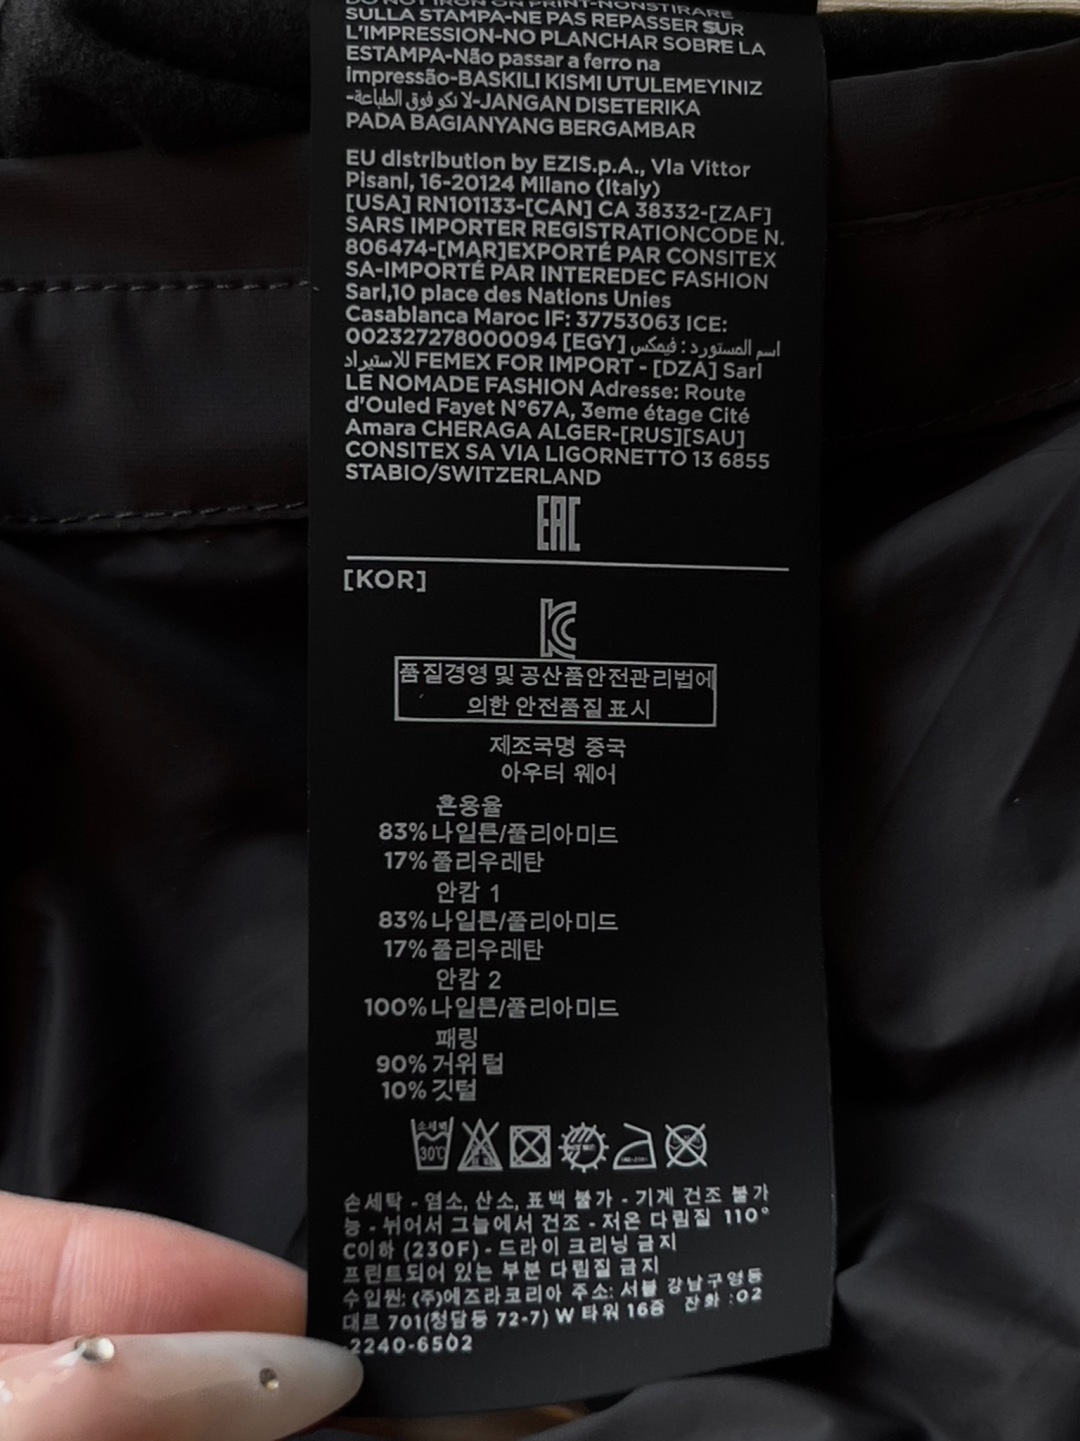 DO NOT IRON ON PRINT-NON STIRARE
SULLA STAMPA-NE PAS REPASSER SUR
L'IMPRESSION-NO PLANCHAR SOBRE LA
ESTAMPA-Não passar a ferro na
impressão-BASKILI KISMI UTULEMEYINIZ
-لا تكو فوق الطباعة-JANGAN DISETERIKA
PADA BAGIANYANG BERGAMBAR
EU distribution by EZIS.p.A., Via Vittor
Pisani, 16-20124 Milano (Italy)
[USA] RN101133-[CAN] CA 38332-[ZAF]
SARS IMPORTER REGISTRATIONCODE N.
806474-[MAR]EXPORTÉ PAR CONSITEX
SA-IMPORTÉ PAR INTEREDEC FASHION
Sarl,10 place des Nations Unies
Casablanca Maroc IF: 37753063 ICE:
002327278000094 [EGY] اسم المستورد : فيمكس
للاستيراد FEMEX FOR IMPORT - [DZA] Sarl
LE NOMADE FASHION Adresse: Route
d'Ouled Fayet N°67A, 3eme étage Cité
Amara CHERAGA ALGER-[RUS][SAU]
CONSITEX SA VIA LIGORNETTO 13 6855
STABIO/SWITZERLAND
EAC
[KOR]
KC
품질경영 및 공산품안전관리법에
의한 안전품질표시
제조국명 중국
아우터 웨어
혼용율
83% 나일론/폴리아미드
17% 폴리우레탄
안감 1
83% 나일론/폴리아미드
17% 폴리우레탄
안감 2
100% 나일론/폴리아미드
패링
90% 거위털
10% 깃털
손세탁
30℃
손세탁 - 염소, 산소, 표백 불가 - 기계 건조 불가
능 - 뉘어서 그늘에서 건조 - 저온 다림질 110°
C이하 (230F) - 드라이 크리닝 금지
프린트되어 있는 부분 다림질 금지
수입원: (주)에즈라코리아 주소: 서울 강남구영동
대로 701(청담동 72-7) W 타워 16층 전화 :02
-2240-6502